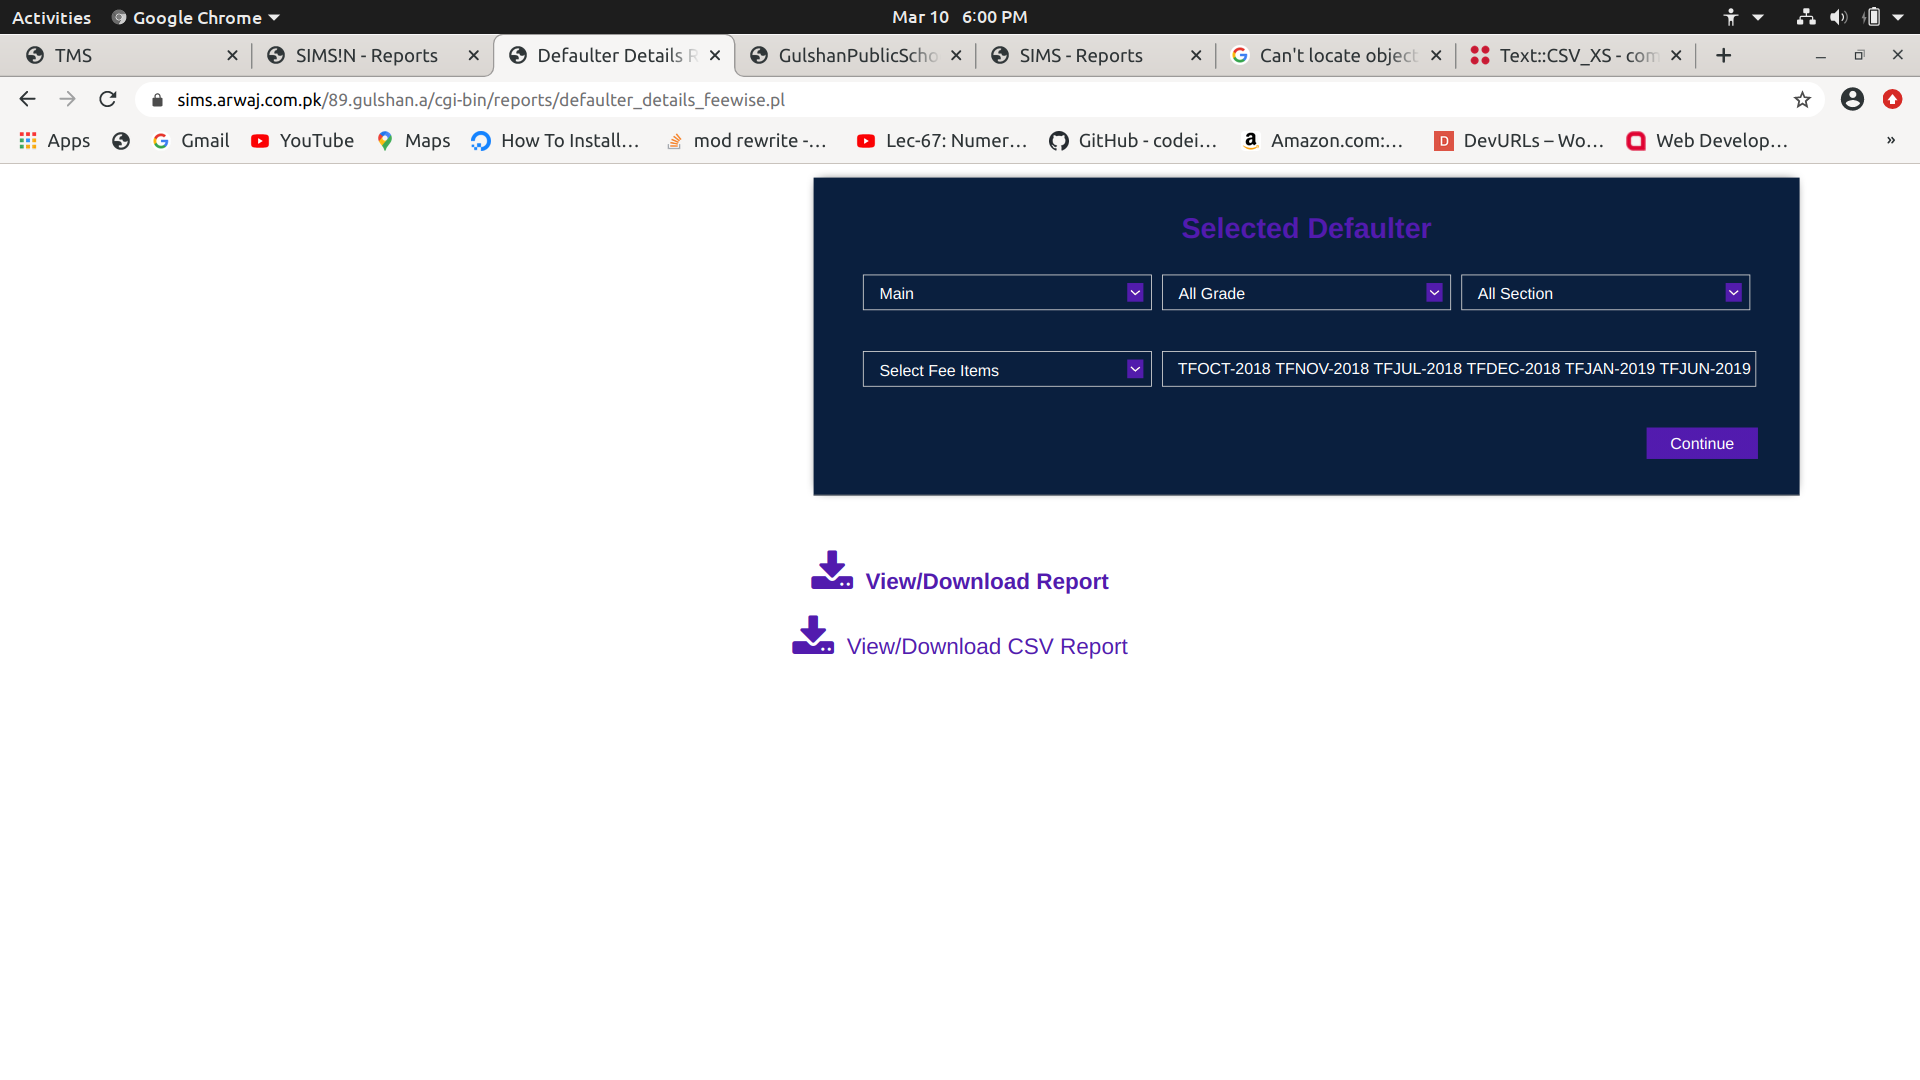 Activities Google Chrome Mar 10 6:00 PM
TMS SIMS!N - Reports Defaulter Details R GulshanPublicScho SIMS - Reports Can't locate object Text::CSV_XS - com
sims.arwaj.com.pk/89.gulshan.a/cgi-bin/reports/defaulter_details_feewise.pl
Apps Gmail YouTube Maps How To Install... mod rewrite -... Lec-67: Numer... GitHub - codei... Amazon.com:... DevURLs – Wo... Web Develop... »
Selected Defaulter
Main All Grade All Section
Select Fee Items TFOCT-2018 TFNOV-2018 TFJUL-2018 TFDEC-2018 TFJAN-2019 TFJUN-2019
Continue
View/Download Report
View/Download CSV Report